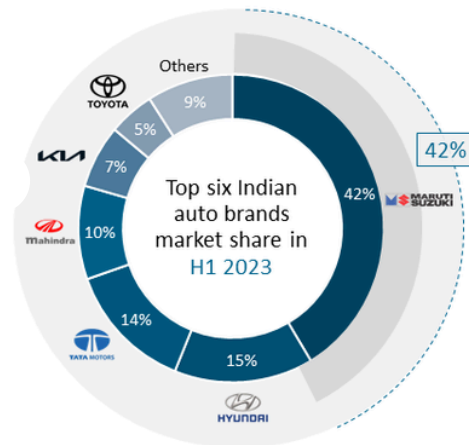 Others
9%
TOYOTA
5%
KIA
7%
42%
42%
MARUTI
SUZUKI
Top six Indian
auto brands
market share in
H1 2023
10%
Mahindra
14%
TATA MOTORS
15%
HYUNDAI